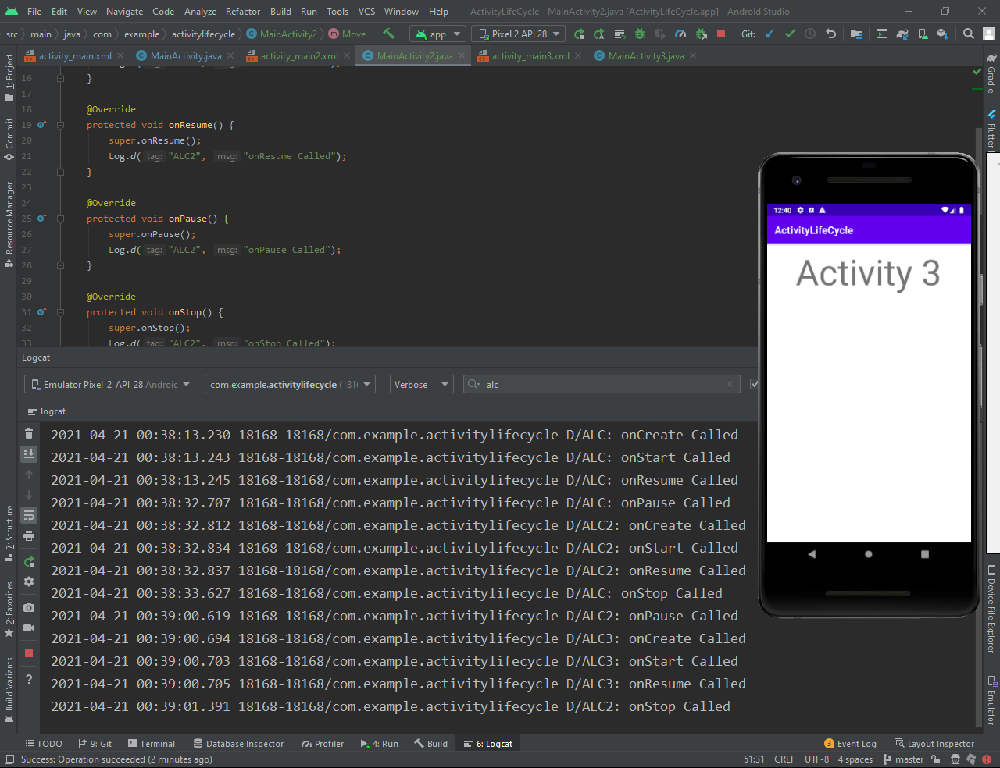 File Edit View Navigate Code Analyze Refactor Build Run Tools VCS Window Help ActivityLifeCycle - MainActivity2.java [ActivityLifeCycle.app] - Android Studio
src main java com example activitylifecycle MainActivity2 Move app Pixel 2 API 28 Git:
activity_main.xml MainActivity.java activity_main2.xml MainActivity2.java activity_main3.xml MainActivity3.java
1: Project
Commit
Resource Manager
7: Structure
2: Favorites
Build Variants
16 }
17
18 @Override
19 protected void onResume() {
20 super.onResume();
21 Log.d( tag: "ALC2", msg: "onResume Called");
22 }
23
24 @Override
25 protected void onPause() {
26 super.onPause();
27 Log.d( tag: "ALC2", msg: "onPause Called");
28 }
29
30 @Override
31 protected void onStop() {
32 super.onStop();
33 Log.d( tag: "ALC2", msg: "onStop Called");
Gradle
Flutter
Device File Explorer
Emulator
12:40
ActivityLifeCycle
Activity 3
Logcat
Emulator Pixel_2_API_28 Android com.example.activitylifecycle (1816 Verbose alc
logcat
2021-04-21 00:38:13.230 18168-18168/com.example.activitylifecycle D/ALC: onCreate Called
2021-04-21 00:38:13.243 18168-18168/com.example.activitylifecycle D/ALC: onStart Called
2021-04-21 00:38:13.245 18168-18168/com.example.activitylifecycle D/ALC: onResume Called
2021-04-21 00:38:32.707 18168-18168/com.example.activitylifecycle D/ALC: onPause Called
2021-04-21 00:38:32.812 18168-18168/com.example.activitylifecycle D/ALC2: onCreate Called
2021-04-21 00:38:32.834 18168-18168/com.example.activitylifecycle D/ALC2: onStart Called
2021-04-21 00:38:32.837 18168-18168/com.example.activitylifecycle D/ALC2: onResume Called
2021-04-21 00:38:33.627 18168-18168/com.example.activitylifecycle D/ALC: onStop Called
2021-04-21 00:39:00.619 18168-18168/com.example.activitylifecycle D/ALC2: onPause Called
2021-04-21 00:39:00.694 18168-18168/com.example.activitylifecycle D/ALC3: onCreate Called
2021-04-21 00:39:00.703 18168-18168/com.example.activitylifecycle D/ALC3: onStart Called
2021-04-21 00:39:00.705 18168-18168/com.example.activitylifecycle D/ALC3: onResume Called
2021-04-21 00:39:01.391 18168-18168/com.example.activitylifecycle D/ALC2: onStop Called
TODO 9: Git Terminal Database Inspector Profiler 4: Run Build 6: Logcat 3 Event Log Layout Inspector
Success: Operation succeeded (2 minutes ago) 51:31 CRLF UTF-8 4 spaces master